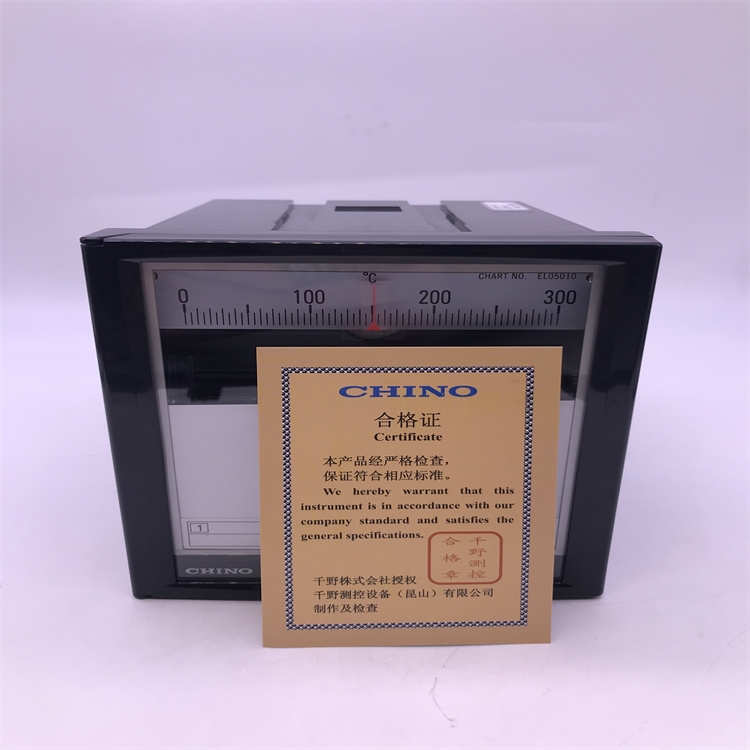 °C
CHART NO. EL05010
0 100 200 300
CHINO
合格证
Certificate
本产品经严格检查，
保证符合相应标准。
We hereby warrant that this
instrument is in accordance with our
company standard and satisfies the
general specifications.
合格章
千野测控
千野株式会社授权
千野测控设备（昆山）有限公司
制作及检查
1
CHINO